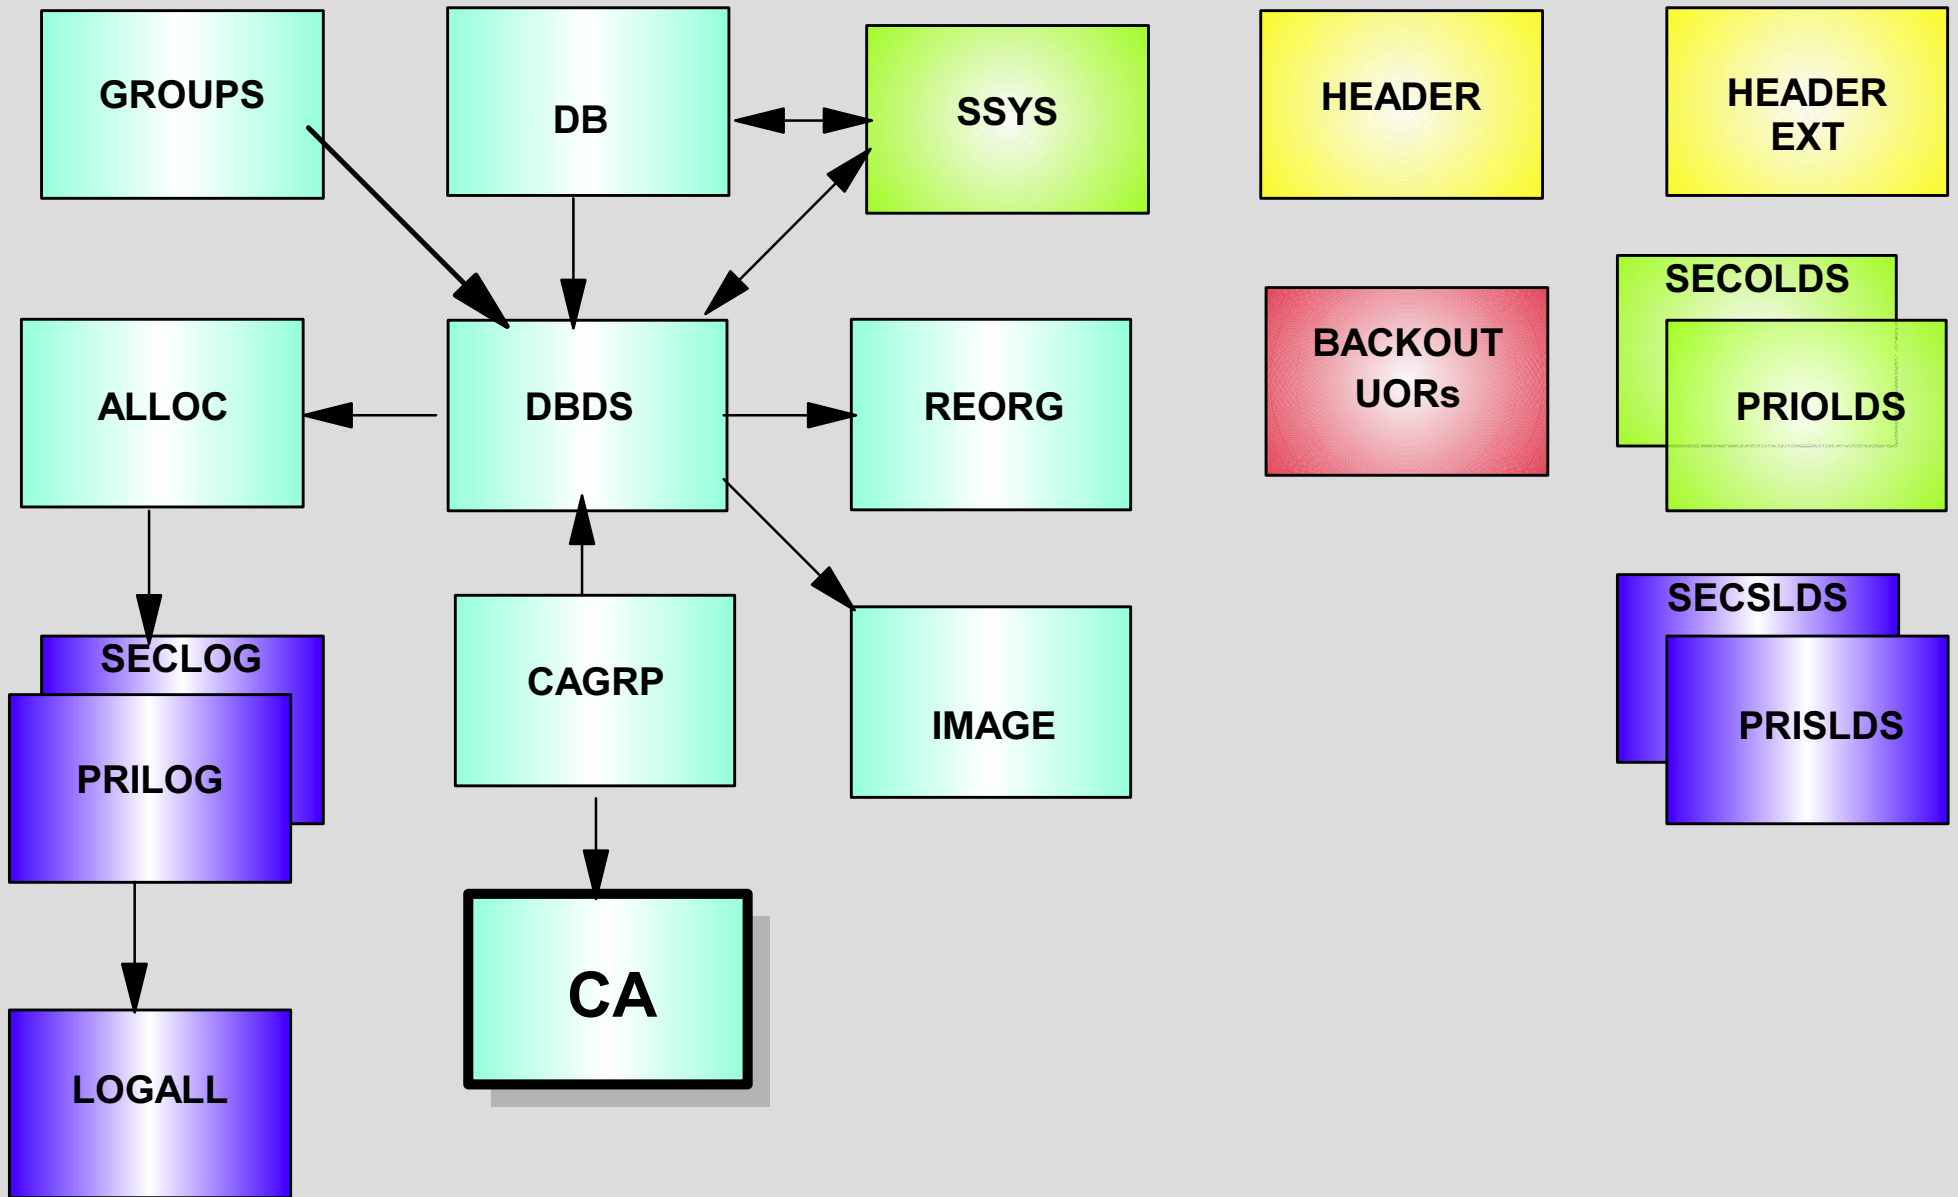 GROUPS
DB
SSYS
HEADER
HEADER
EXT
BACKOUT
UORs
SECOLDS
PRIOLDS
ALLOC
DBDS
REORG
SECLOG
PRILOG
CAGRP
IMAGE
SECSLDS
PRISLDS
CA
LOGALL